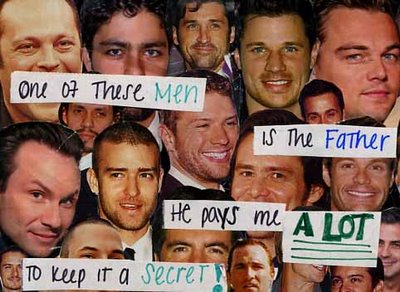 One of These Men
is The Father
He pays me A LOT
To keep it a Secret!